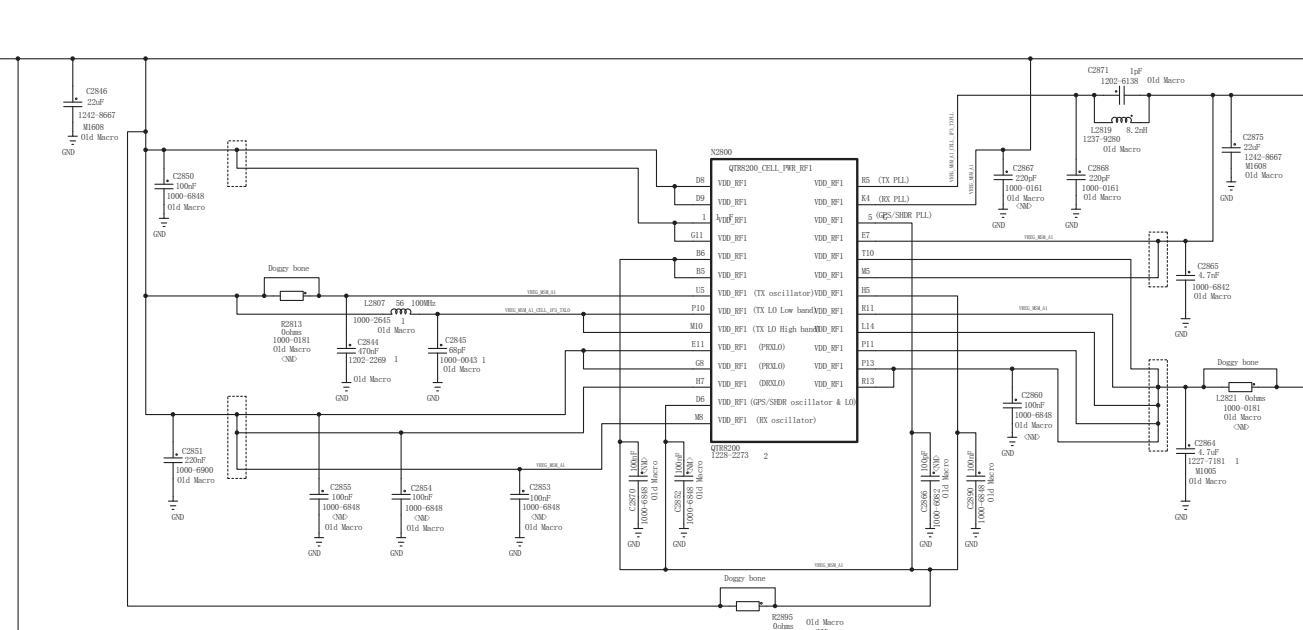 C2846
22uF
1242-8667
M1608
Old Macro
GND
C2850
100nF
1000-6848
Old Macro
GND
Doggy bone
R2813
0ohms
1000-0181
Old Macro
<NM>
L2807 56 100MHz
1000-2645 1
Old Macro
C2844
470nF
1202-2269 1
Old Macro
GND
C2845
68pF
1000-0043 1
Old Macro
GND
VREG_MSM_A1
C2851
220nF
1000-6900
Old Macro
GND
C2855
100nF
1000-6848
<NM>
Old Macro
GND
C2854
100nF
1000-6848
<NM>
Old Macro
GND
C2853
100nF
1000-6848
<NM>
Old Macro
GND
VREG_MSM_A1
N2800
QTR8200_CELL_PWR_RF1
D8 VDD_RF1 VDD_RF1 R5 (TX PLL)
D9 VDD_RF1 VDD_RF1 K4 (RX PLL)
VDD_RF1 VDD_RF1 5 (GPS/SHDR PLL)
G11 VDD_RF1 VDD_RF1 E7
B6 VDD_RF1 VDD_RF1 T10
B5 VDD_RF1 VDD_RF1 M5
U5 VDD_RF1 (TX oscillator) VDD_RF1 H5
P10 VDD_RF1 (TX LO Low band) VDD_RF1 R11
M10 VDD_RF1 (TX LO High band) VDD_RF1 L14
E11 VDD_RF1 (PRXLO) VDD_RF1 P11
G8 VDD_RF1 (PRXLO) VDD_RF1 P13
H7 VDD_RF1 (DRXLO) VDD_RF1 R13
D6 VDD_RF1 (GPS/SHDR oscillator & LO)
M8 VDD_RF1 (RX oscillator)
QTR8200
1228-2273 2
C2870
100nF
1000-6848
<NM>
Old Macro
GND
C2852
100nF
1000-6848
<NM>
Old Macro
GND
C2866
100pF
1000-6082
<NM>
Old Macro
GND
C2890
100nF
1000-6848
Old Macro
GND
VREG_MSM_A1
Doggy bone
R2895
0ohms
Old Macro
VREG_MSM_A1
C2867
220pF
1000-0161
Old Macro
<NM>
GND
C2868
220pF
1000-0161
Old Macro
GND
C2871 1pF
1202-6138 Old Macro
L2819 8.2nH
1237-9280
Old Macro
C2875
22uF
1242-8667
M1608
Old Macro
GND
VREG_MSM_A1
C2865
4.7nF
1000-6842
Old Macro
GND
VREG_MSM_A1
C2860
100nF
1000-6848
Old Macro
<NM>
GND
Doggy bone
L2821 0ohms
1000-0181
Old Macro
<NM>
C2864
4.7uF
1227-7181 1
M1005
Old Macro
GND